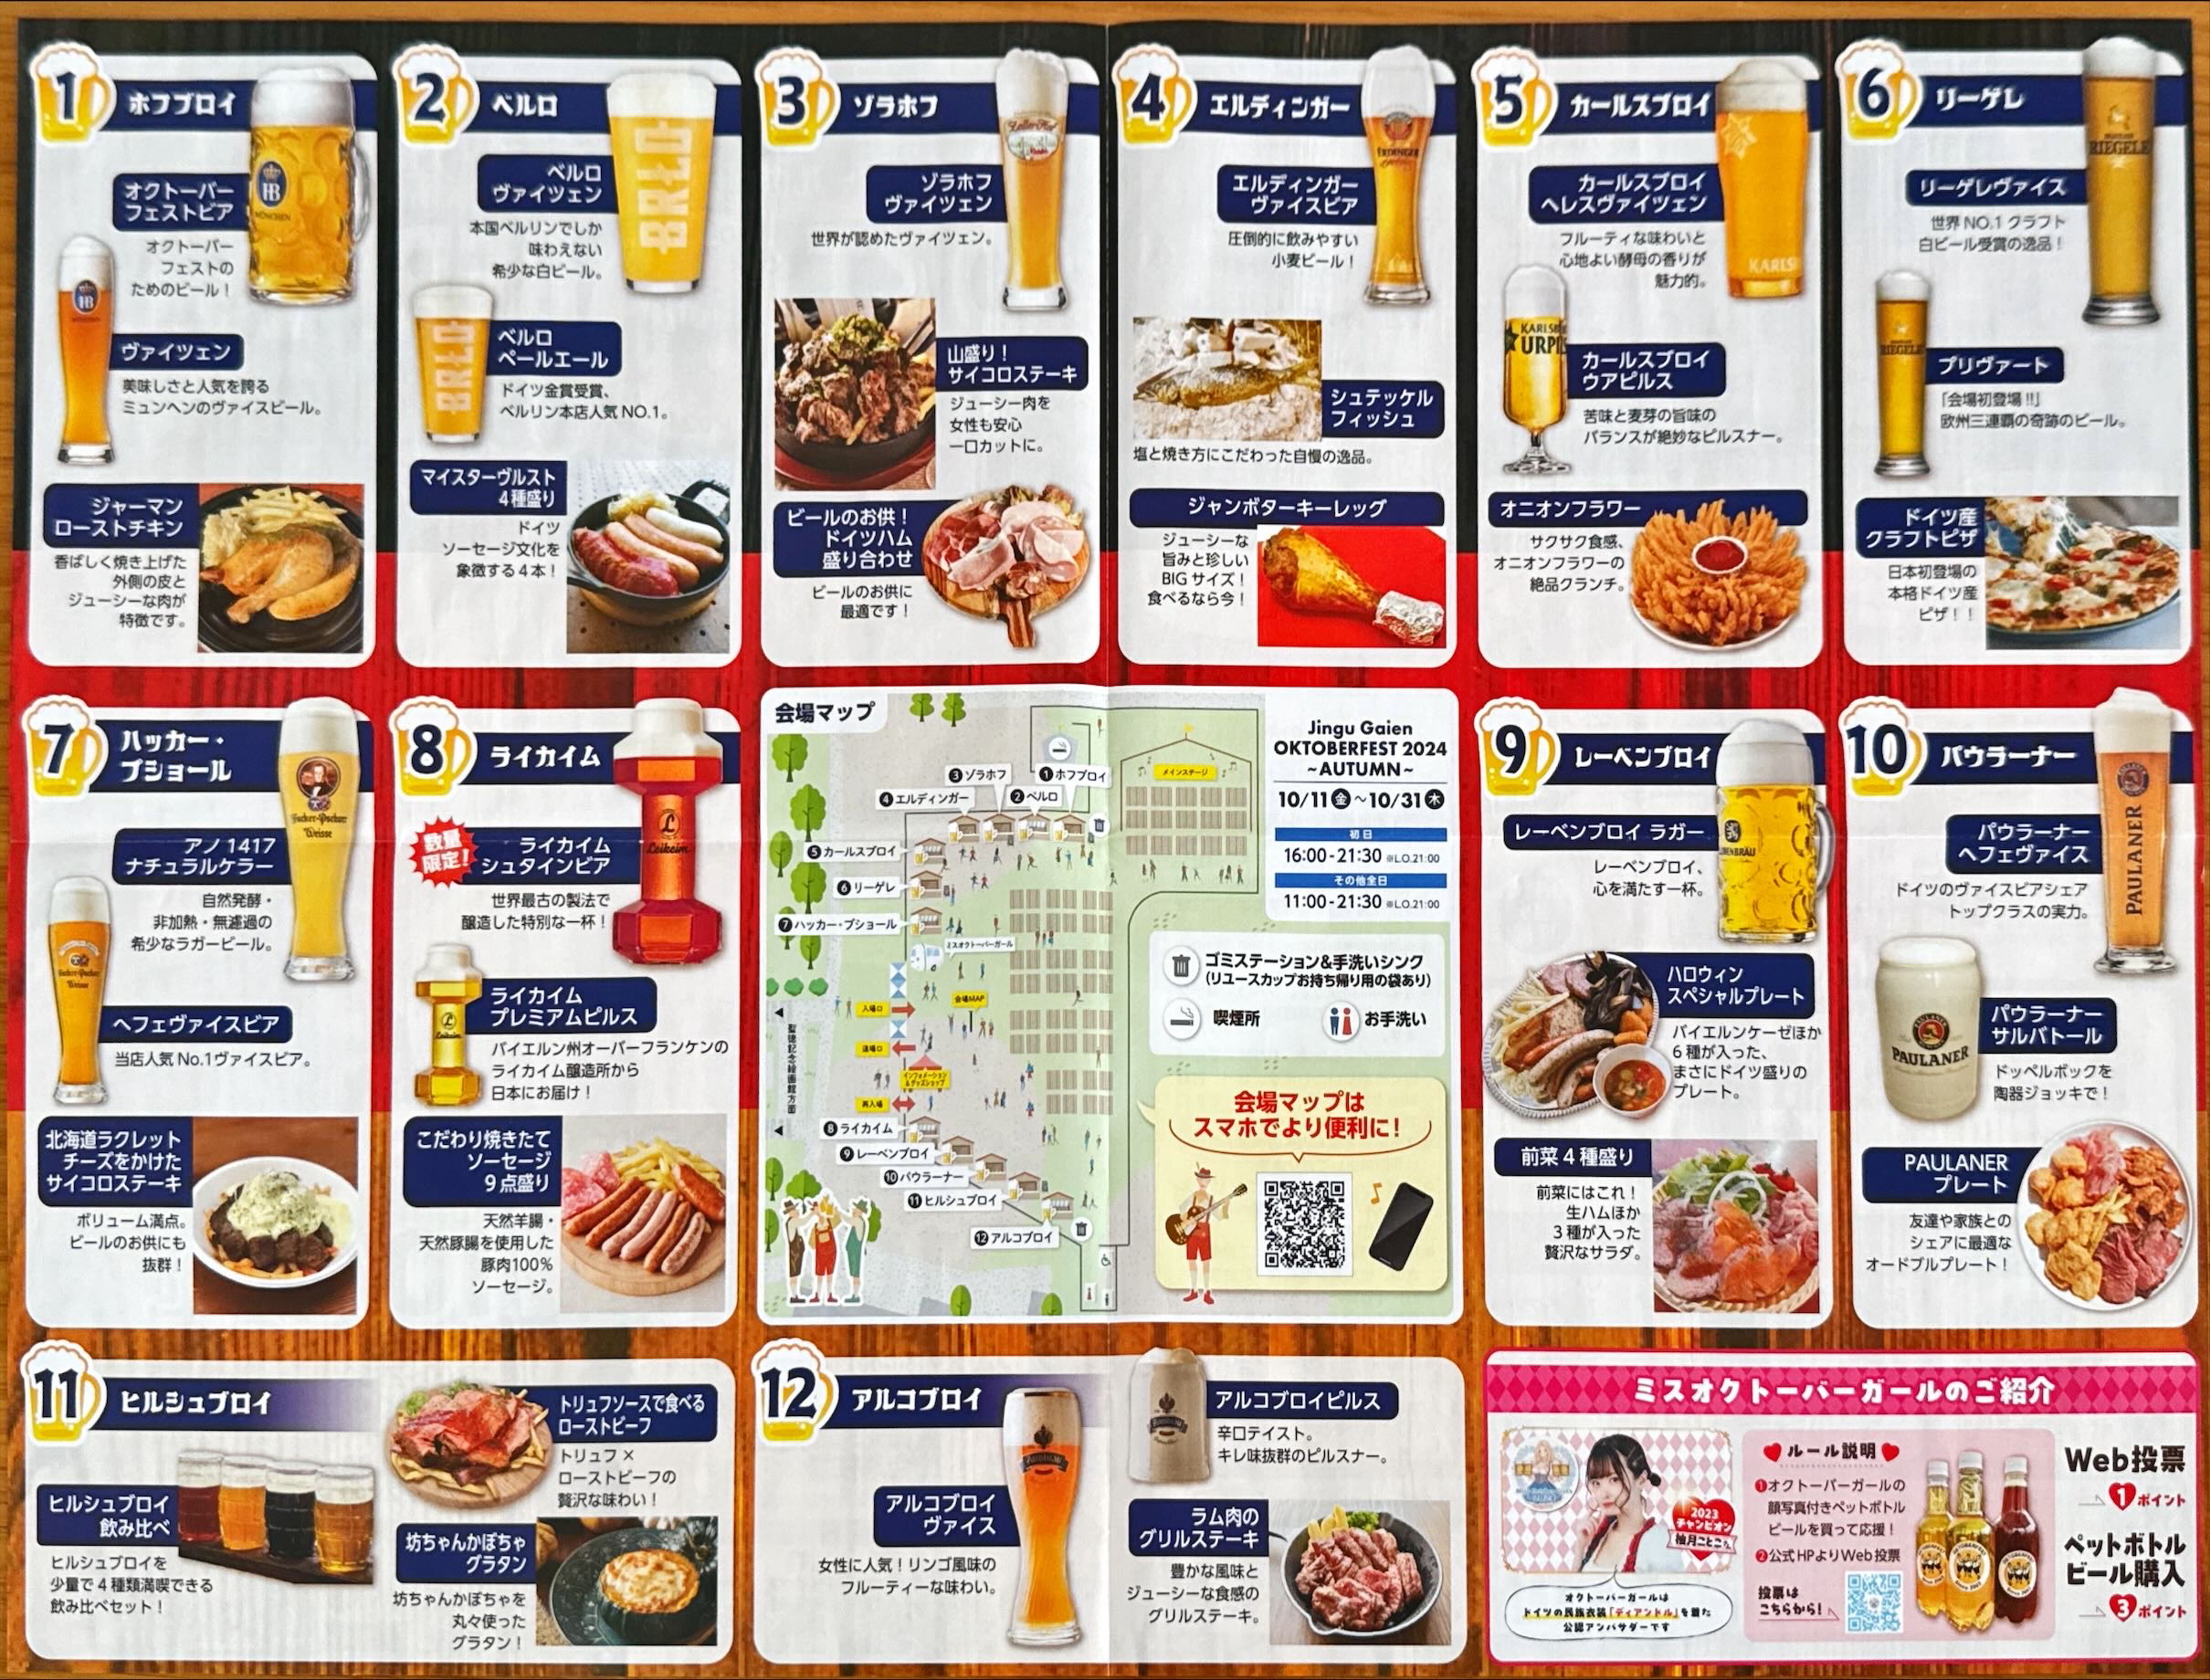 1
ホフブロイ
オクトーバー
フェストビア
オクトーバー
フェストの
ためのビール！
HB
MÜNCHEN
HB
ヴァイツェン
美味しさと人気を誇る
ミュンヘンのヴァイスビール。
ジャーマン
ローストチキン
香ばしく焼き上げた
外側の皮と
ジューシーな肉が
特徴です。
2
ベルロ
ベルロ
ヴァイツェン
本国ベルリンでしか
味わえない
希少な白ビール。
BRŁO
BRŁO
ベルロ
ペールエール
ドイツ金賞受賞、
ベルリン本店人気 NO.1。
マイスターヴルスト
4種盛り
ドイツ
ソーセージ文化を
象徴する4本！
3
ゾラホフ
ゾラホフ
ヴァイツェン
世界が認めたヴァイツェン。
山盛り！
サイコロステーキ
ジューシー肉を
女性も安心
一口カットに。
ビールのお供！
ドイツハム
盛り合わせ
ビールのお供に
最適です！
4
エルディンガー
エルディンガー
ヴァイスビア
圧倒的に飲みやすい
小麦ビール！
ERDINGER
シュテッケル
フィッシュ
塩と焼き方にこだわった自慢の逸品。
ジャンボターキーレッグ
ジューシーな
旨みと珍しい
BIG サイズ！
食べるなら今！
5
カールスブロイ
カールスブロイ
ヘレスヴァイツェン
フルーティな味わいと
心地よい酵母の香りが
魅力的。
KARLS
KARLSB
URPILS
カールスブロイ
ウアピルス
苦味と麦芽の旨味の
バランスが絶妙なピルスナー。
オニオンフラワー
サクサク食感、
オニオンフラワーの
絶品クランチ。
6
リーゲレ
リーゲレヴァイス
世界 NO.1 クラフト
白ビール受賞の逸品！
RIEGELE
RIEGELE
プリヴァート
「会場初登場!!」
欧州三連覇の奇跡のビール。
ドイツ産
クラフトピザ
日本初登場の
本格ドイツ産
ピザ！！
7
ハッカー・
プショール
アノ 1417
ナチュラルケラー
自然発酵・
非加熱・無濾過の
希少なラガービール。
Hacker-Pschorr
Weisse
Hacker-Pschorr
Weisse
ヘフェヴァイスビア
当店人気 No.1ヴァイスビア。
北海道ラクレット
チーズをかけた
サイコロステーキ
ボリューム満点。
ビールのお供にも
抜群！
8
ライカイム
数量
限定!
ライカイム
シュタインビア
世界最古の製法で
醸造した特別な一杯！
L
Leikeim
L
Leikeim
ライカイム
プレミアムピルス
バイエルン州オーバーフランケンの
ライカイム醸造所から
日本にお届け！
こだわり焼きたて
ソーセージ
9点盛り
天然羊腸・
天然豚腸を使用した
豚肉100%
ソーセージ。
会場マップ
メインステージ
❸ゾラホフ
❶ホフブロイ
❹エルディンガー
❷ベルロ
❺カールスブロイ
❻リーゲレ
❼ハッカー・プショール
ミスオクトーバーガール
入場口
会場MAP
退場口
インフォメーション
&グッズショップ
再入場
聖徳記念絵画館方面
❽ライカイム
❾レーベンブロイ
❿パウラーナー
⓫ヒルシュブロイ
⓬アルコブロイ
Jingu Gaien
OKTOBERFEST 2024
~AUTUMN~
10/11金~10/31木
初日
16:00-21:30 ※L.O.21:00
その他全日
11:00-21:30 ※L.O.21:00
ゴミステーション&手洗いシンク
(リユースカップお持ち帰り用の袋あり)
喫煙所
お手洗い
会場マップは
スマホでより便利に！
9
レーベンブロイ
レーベンブロイ ラガー
レーベンブロイ、
心を満たす一杯。
ハロウィン
スペシャルプレート
バイエルンケーゼほか
6種が入った、
まさにドイツ盛りの
プレート。
前菜4種盛り
前菜にはこれ！
生ハムほか
3種が入った
贅沢なサラダ。
10
パウラーナー
パウラーナー
ヘフェヴァイス
ドイツのヴァイスビアシェア
トップクラスの実力。
PAULANER
PAULANER
パウラーナー
サルバトール
ドッペルボックを
陶器ジョッキで！
PAULANER
プレート
友達や家族との
シェアに最適な
オードブルプレート！
11
ヒルシュブロイ
ヒルシュブロイ
飲み比べ
ヒルシュブロイを
少量で4種類満喫できる
飲み比べセット！
トリュフソースで食べる
ローストビーフ
トリュフ×
ローストビーフの
贅沢な味わい！
坊ちゃんかぼちゃ
グラタン
坊ちゃんかぼちゃを
丸々使った
グラタン！
12
アルコブロイ
アルコブロイ
ヴァイス
女性に人気！リンゴ風味の
フルーティーな味わい。
アルコブロイピルス
辛口テイスト。
キレ味抜群のピルスナー。
ラム肉の
グリルステーキ
豊かな風味と
ジューシーな食感の
グリルステーキ。
ミスオクトーバーガールのご紹介
2023
チャンピオン
柚月ことこさん
オクトーバーガールは
ドイツの民族衣装「ディアンドル」を着た
公認アンバサダーです
ルール説明
❶オクトーバーガールの
顔写真付きペットボトル
ビールを買って応援！
❷公式HPよりWeb投票
投票は
こちらから！
Web投票
1ポイント
ペットボトル
ビール購入
3ポイント